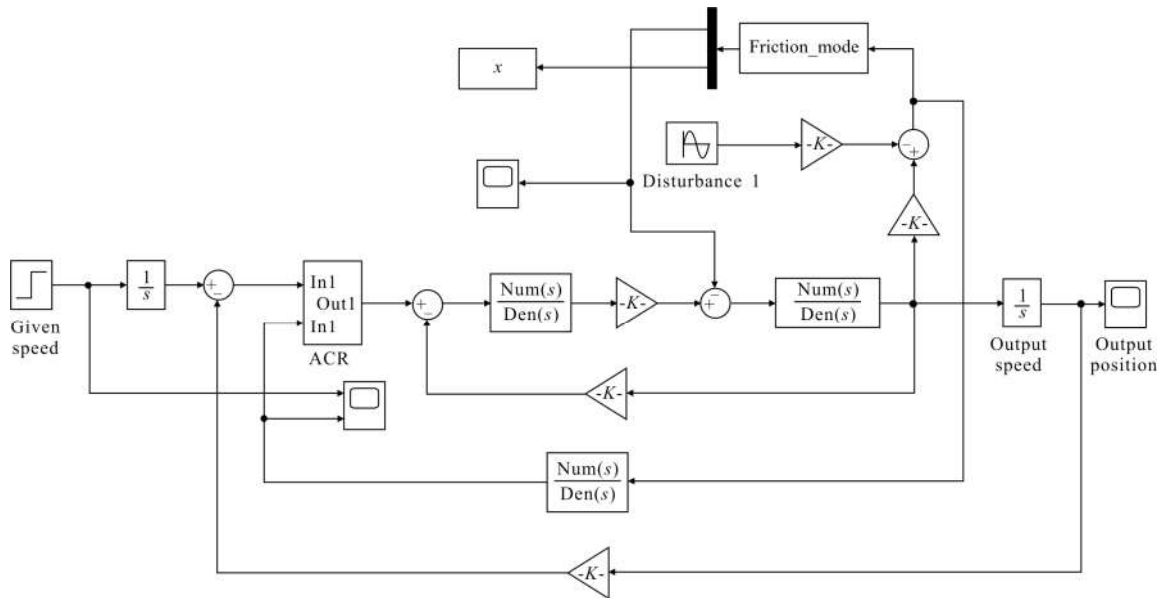 Friction_mode
x
-K-
- +
Disturbance 1
-K-
1
s
+ −
In1
Out1
In1
ACR
+ −
Num(s)
Den(s)
-K-
− +
Num(s)
Den(s)
1
s
Given
speed
Output
speed
Output
position
-K-
Num(s)
Den(s)
-K-